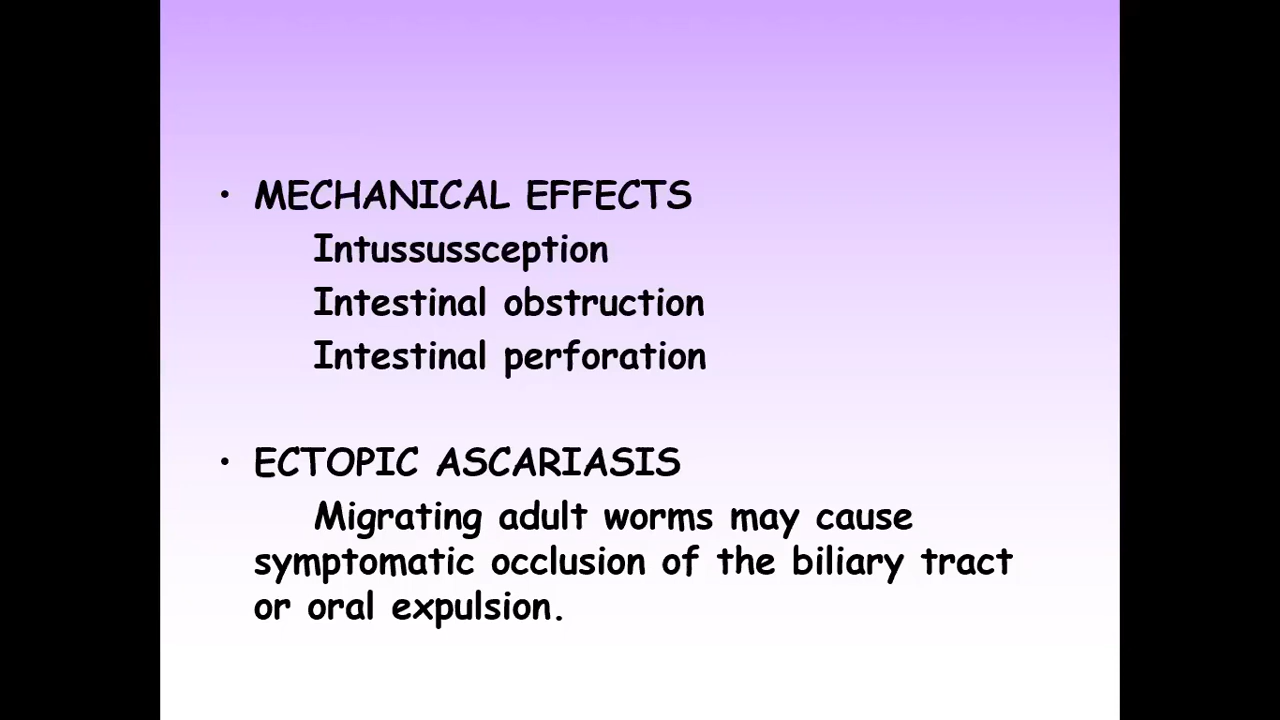 • MECHANICAL EFFECTS
Intussussception
Intestinal obstruction
Intestinal perforation
• ECTOPIC ASCARIASIS
Migrating adult worms may cause
symptomatic occlusion of the biliary tract
or oral expulsion.